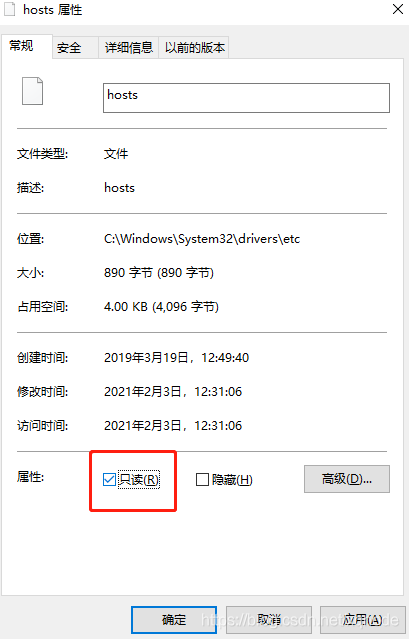 hosts 属性
常规 安全 详细信息 以前的版本
hosts
文件类型: 文件
描述: hosts
位置: C:\Windows\System32\drivers\etc
大小: 890 字节 (890 字节)
占用空间: 4.00 KB (4,096 字节)
创建时间: 2019年3月19日，12:49:40
修改时间: 2021年2月3日，12:31:06
访问时间: 2021年2月3日，12:31:06
属性: 只读(R) 隐藏(H) 高级(D)...
确定 取消 应用(A)